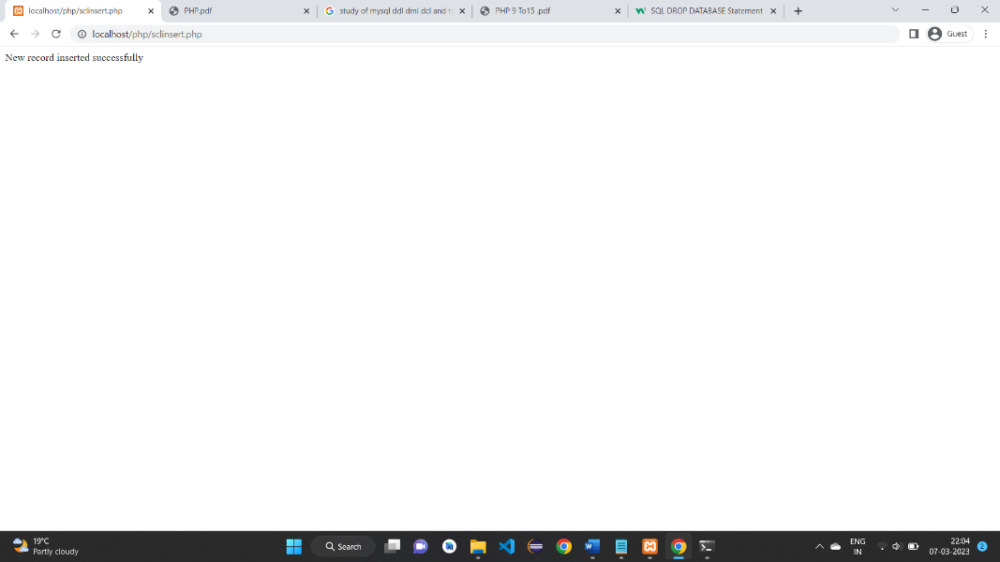 localhost/php/sclinsert.php
PHP.pdf
study of mysql ddl dml dcl and
PHP 9 To15 .pdf
SQL DROP DATABASE Statement
localhost/php/sclinsert.php
Guest
New record inserted successfully
19°C
Partly cloudy
Search
ENG
IN
22:04
07-03-2023
2